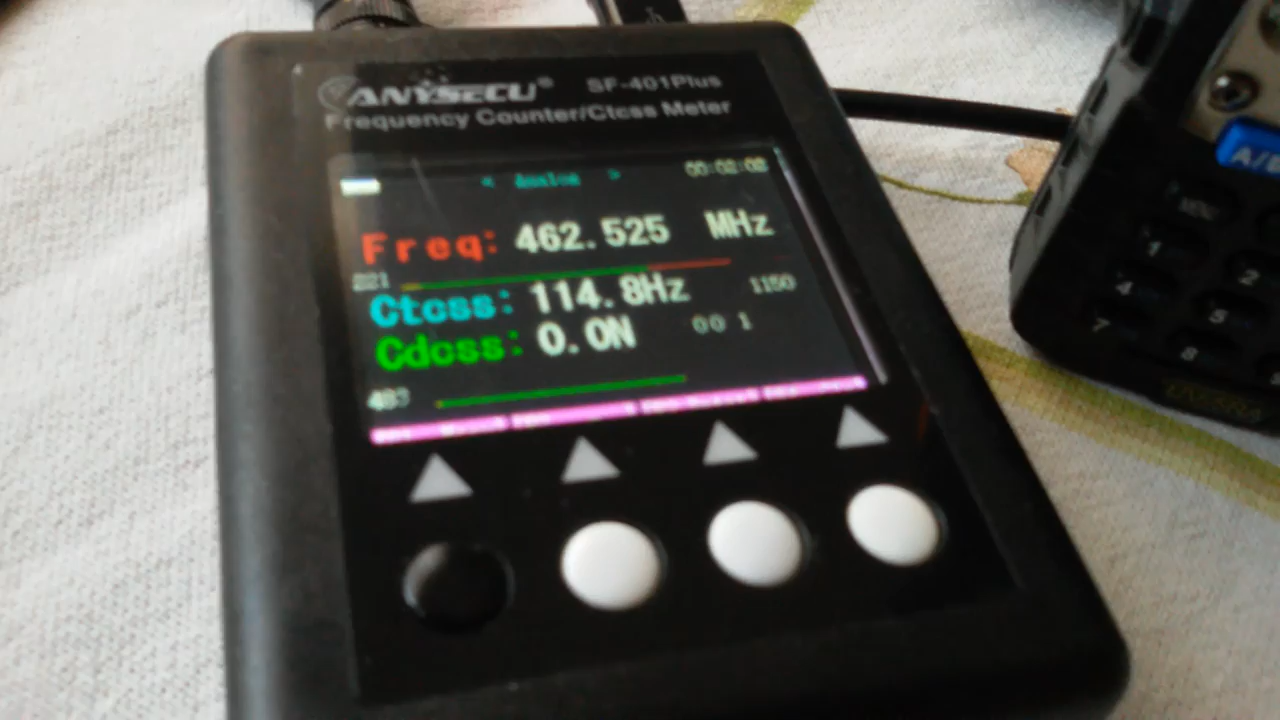 ANYSECU® SF-401Plus
Frequency Counter/Ctcss Meter
< Analog > 00:02:02
Freq: 462.525 MHz
221
Ctcss: 114.8Hz 1150
Cdcss: 0.0N 00 1
A/B
1 2
4 5
7 8